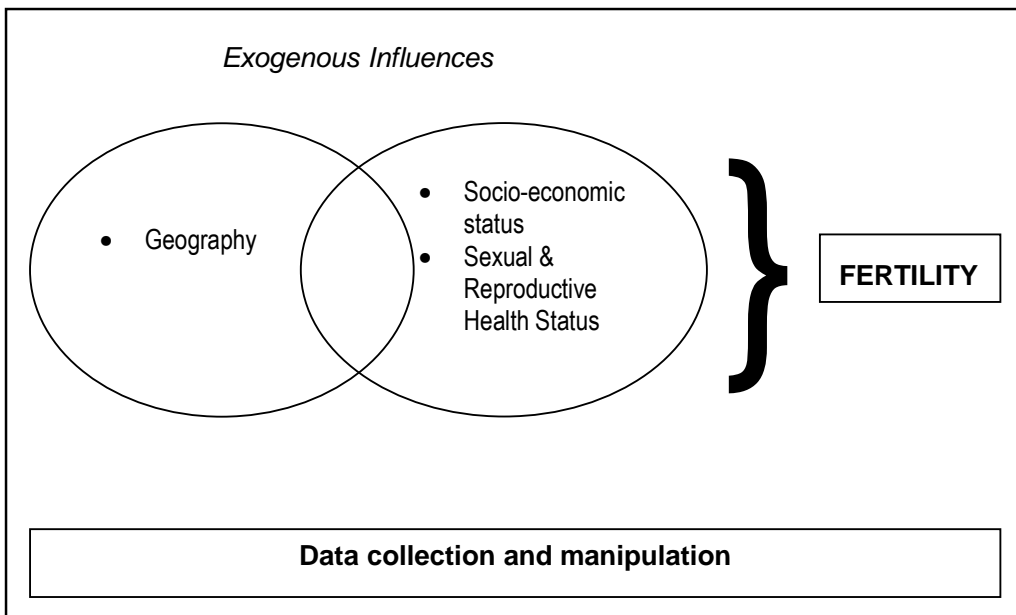 Exogenous Influences
• Geography
• Socio-economic
status
• Sexual &
Reproductive
Health Status
}
FERTILITY
Data collection and manipulation